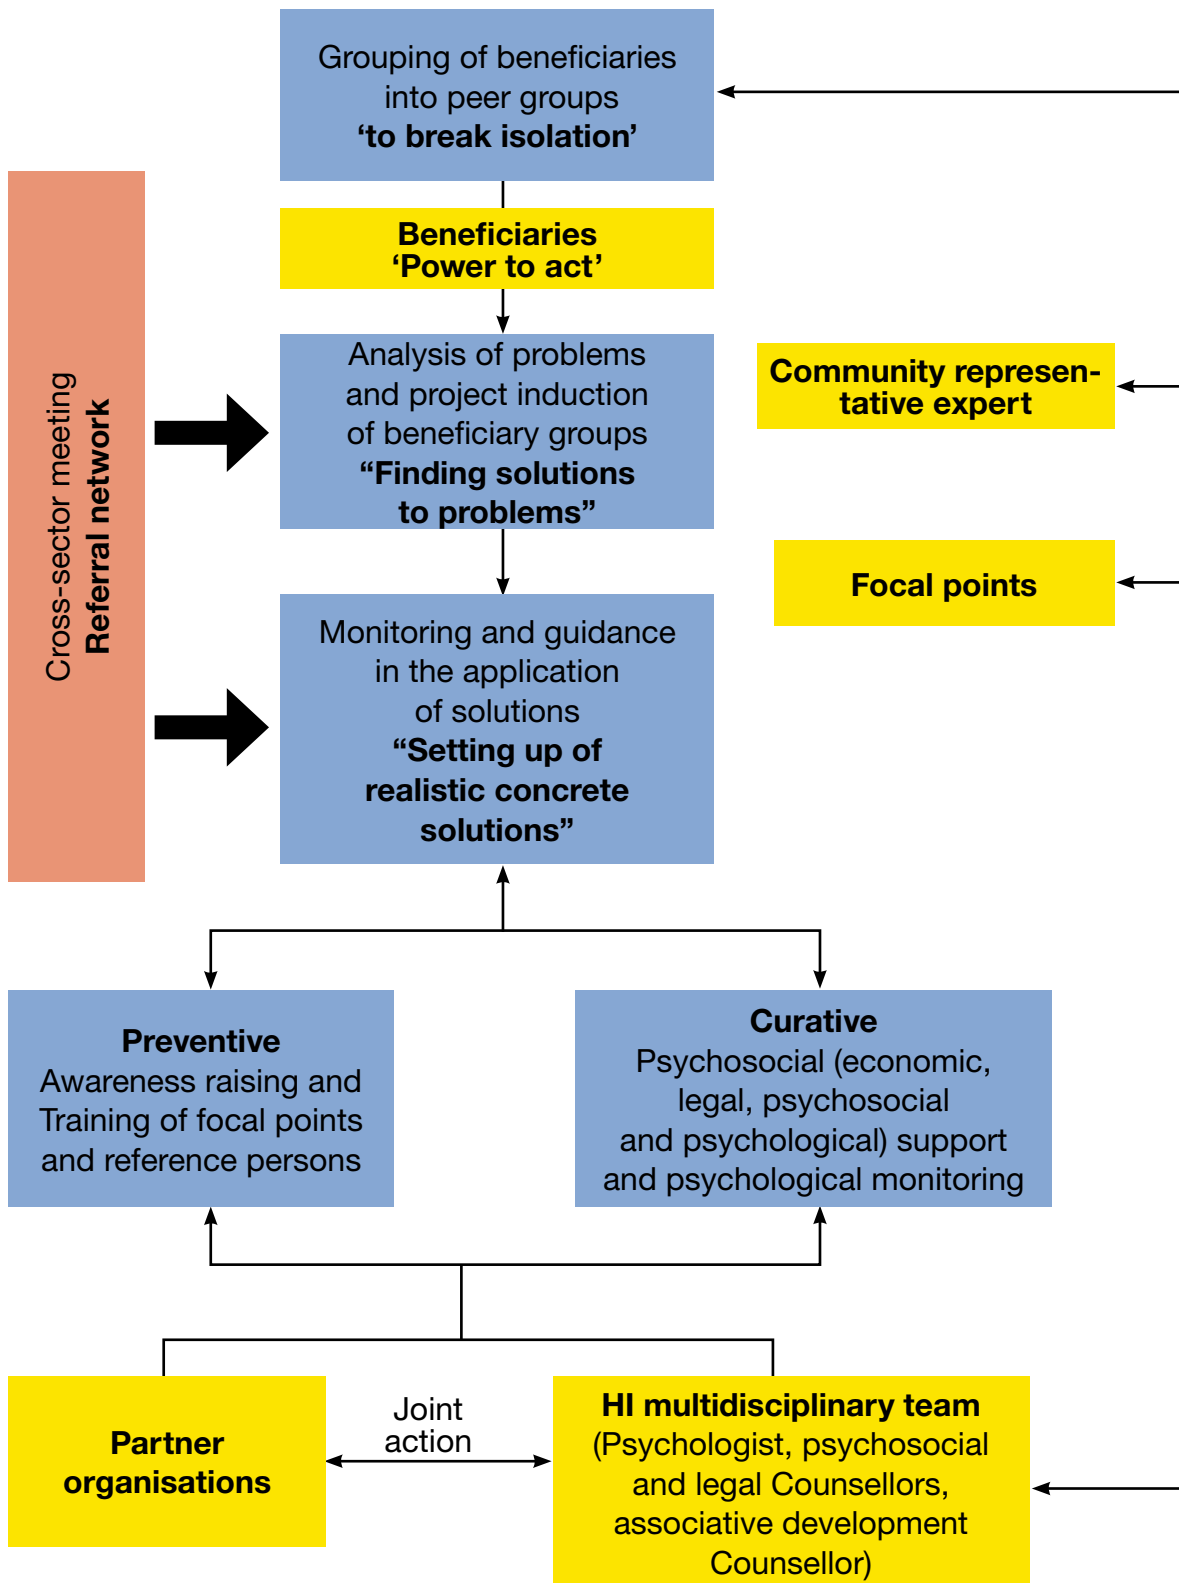 Grouping of beneficiaries
into peer groups
‘to break isolation’
Beneficiaries
‘Power to act’
Cross-sector meeting
Referral network
Analysis of problems
and project induction
of beneficiary groups
“Finding solutions
to problems”
Community represen-
tative expert
Focal points
Monitoring and guidance
in the application
of solutions
“Setting up of
realistic concrete
solutions”
Preventive
Awareness raising and
Training of focal points
and reference persons
Curative
Psychosocial (economic,
legal, psychosocial
and psychological) support
and psychological monitoring
Partner
organisations
Joint
action
HI multidisciplinary team
(Psychologist, psychosocial
and legal Counsellors,
associative development
Counsellor)